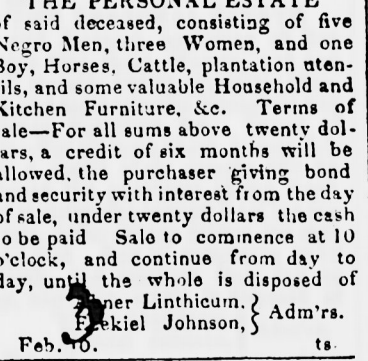 THE PERSONAL ESTATE
of said deceased, consisting of five
Negro Men, three Women, and one
Boy, Horses, Cattle, plantation uten-
ils, and some valuable Household and
Kitchen Furniture, &c. Terms of
ale—For all sums above twenty dol-
ars, a credit of six months will be
allowed, the purchaser giving bond
and security with interest from the day
of sale, under twenty dollars the cash
o be paid Sale to commence at 10
o'clock, and continue from day to
day, until the whole is disposed of
Linthicum, } Adm'rs.
Johnson,
Feb. ts.